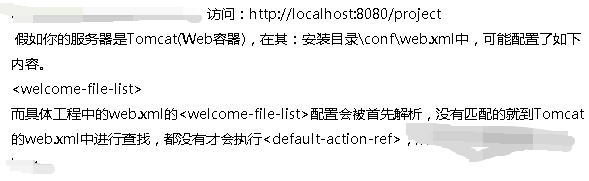 访问：http://localhost:8080/project
假如你的服务器是Tomcat(Web容器)，在其：安装目录\conf\web.xml中，可能配置了如下
内容。
<welcome-file-list>
而具体工程中的web.xml的<welcome-file-list>配置会被首先解析，没有匹配的就到Tomcat
的web.xml中进行查找，都没有才会执行<default-action-ref>，